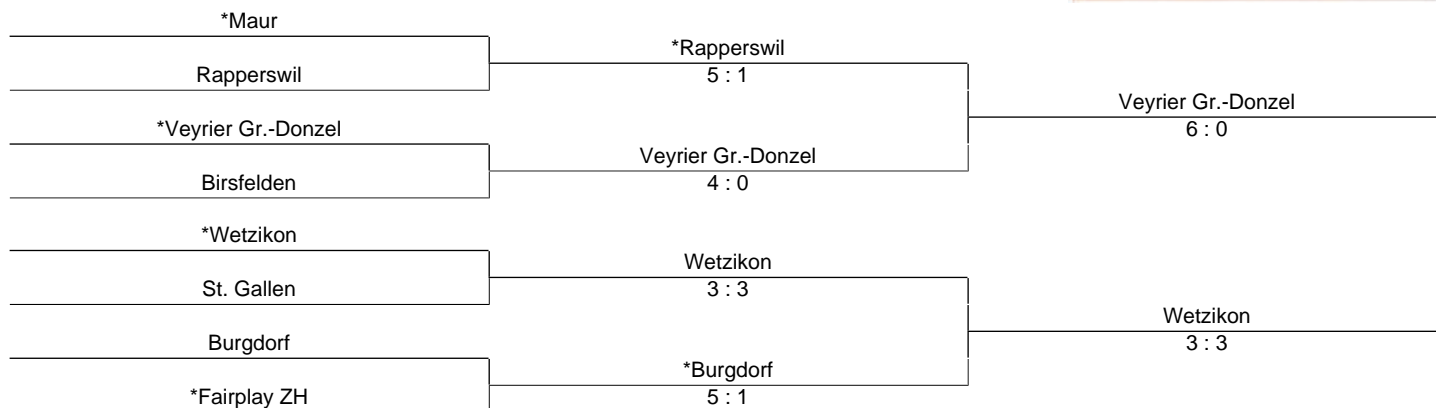 *Maur
Rapperswil
*Veyrier Gr.-Donzel
Birsfelden
*Wetzikon
St. Gallen
Burgdorf
*Fairplay ZH
*Rapperswil
5 : 1
Veyrier Gr.-Donzel
4 : 0
Wetzikon
3 : 3
*Burgdorf
5 : 1
Veyrier Gr.-Donzel
6 : 0
Wetzikon
3 : 3